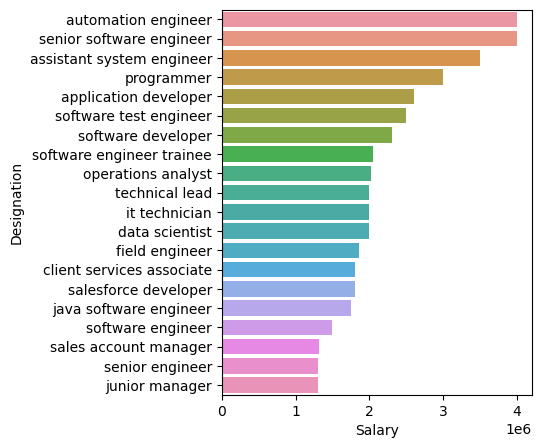 automation engineer
senior software engineer
assistant system engineer
programmer
application developer
software test engineer
software developer
software engineer trainee
operations analyst
technical lead
it technician
data scientist
field engineer
client services associate
salesforce developer
java software engineer
software engineer
sales account manager
senior engineer
junior manager
Designation
0 1 2 3 4
1e6
Salary